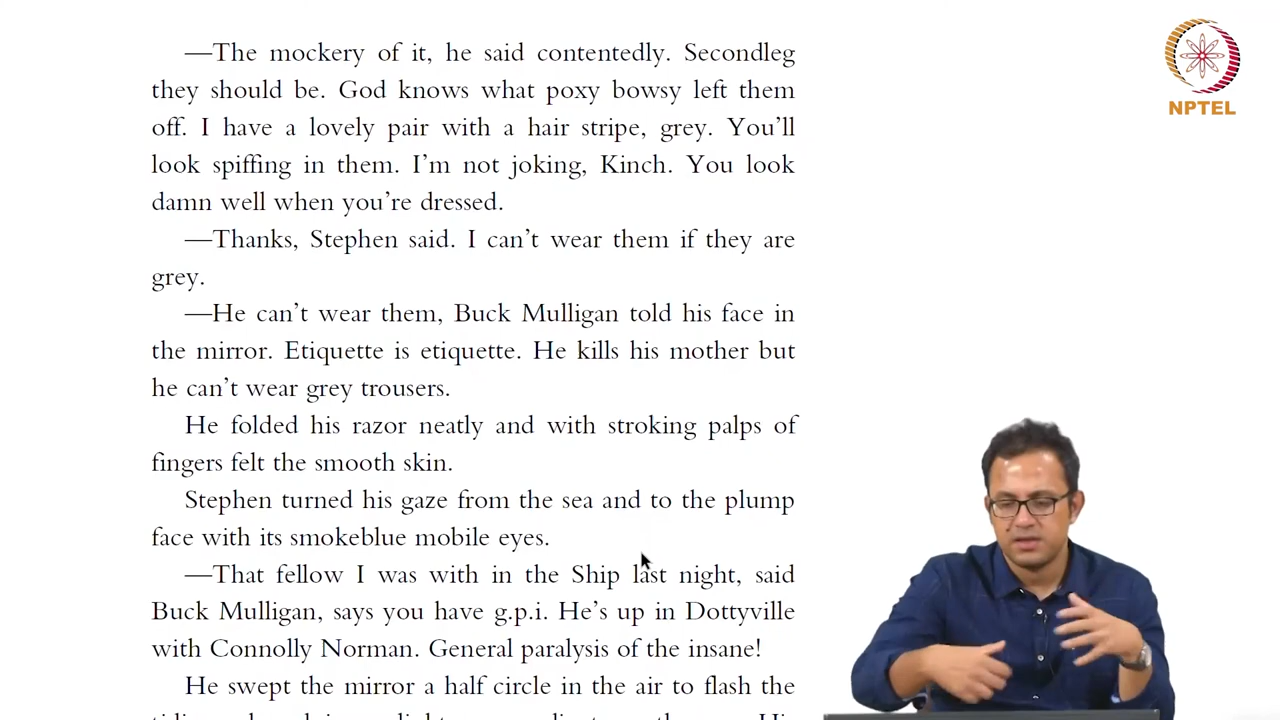 —The mockery of it, he said contentedly. Secondleg
they should be. God knows what poxy bowsy left them
off. I have a lovely pair with a hair stripe, grey. You’ll
look spiffing in them. I’m not joking, Kinch. You look
damn well when you’re dressed.
—Thanks, Stephen said. I can’t wear them if they are
grey.
—He can’t wear them, Buck Mulligan told his face in
the mirror. Etiquette is etiquette. He kills his mother but
he can’t wear grey trousers.
He folded his razor neatly and with stroking palps of
fingers felt the smooth skin.
Stephen turned his gaze from the sea and to the plump
face with its smokeblue mobile eyes.
—That fellow I was with in the Ship last night, said
Buck Mulligan, says you have g.p.i. He’s up in Dottyville
with Connolly Norman. General paralysis of the insane!
He swept the mirror a half circle in the air to flash the
NPTEL